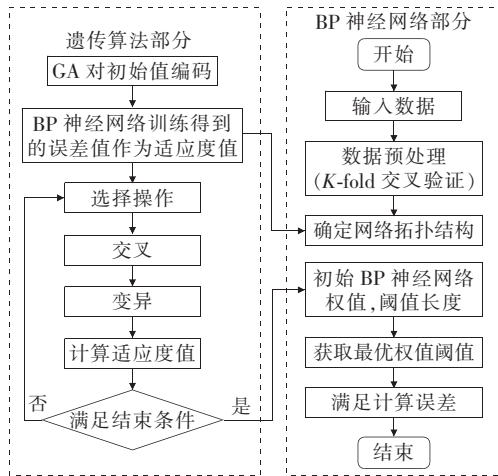 遗传算法部分
GA 对初始值编码
BP 神经网络训练得到
的误差值作为适应度值
选择操作
交叉
变异
计算适应度值
否
满足结束条件
是
BP 神经网络部分
开始
输入数据
数据预处理
(K-fold 交叉验证)
确定网络拓扑结构
初始 BP 神经网络
权值,阈值长度
获取最优权值阈值
满足计算误差
结束